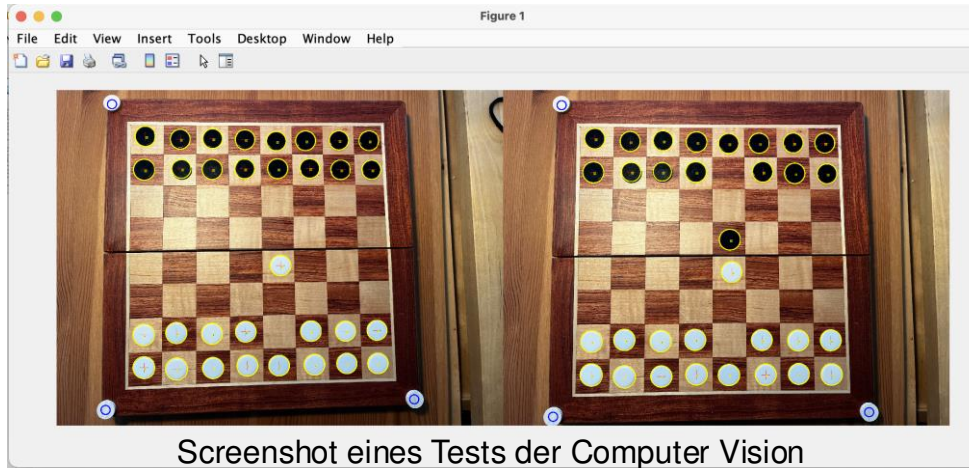 Figure 1
File Edit View Insert Tools Desktop Window Help
Screenshot eines Tests der Computer Vision